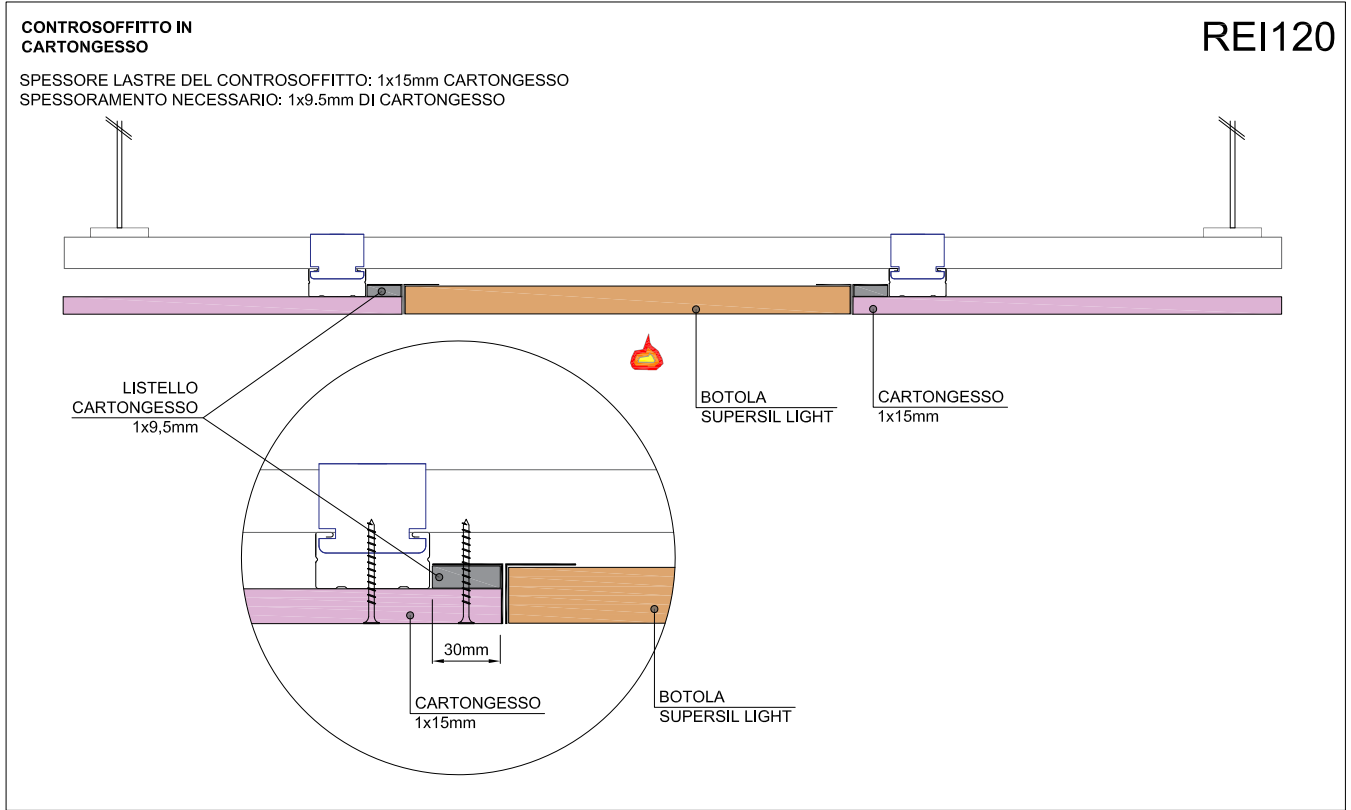 CONTROSOFFITTO IN
CARTONGESSO
REI120
SPESSORE LASTRE DEL CONTROSOFFITTO: 1x15mm CARTONGESSO
SPESSORAMENTO NECESSARIO: 1x9.5mm DI CARTONGESSO
LISTELLO
CARTONGESSO
1x9,5mm
BOTOLA
SUPERSIL LIGHT
CARTONGESSO
1x15mm
30mm
CARTONGESSO
1x15mm
BOTOLA
SUPERSIL LIGHT